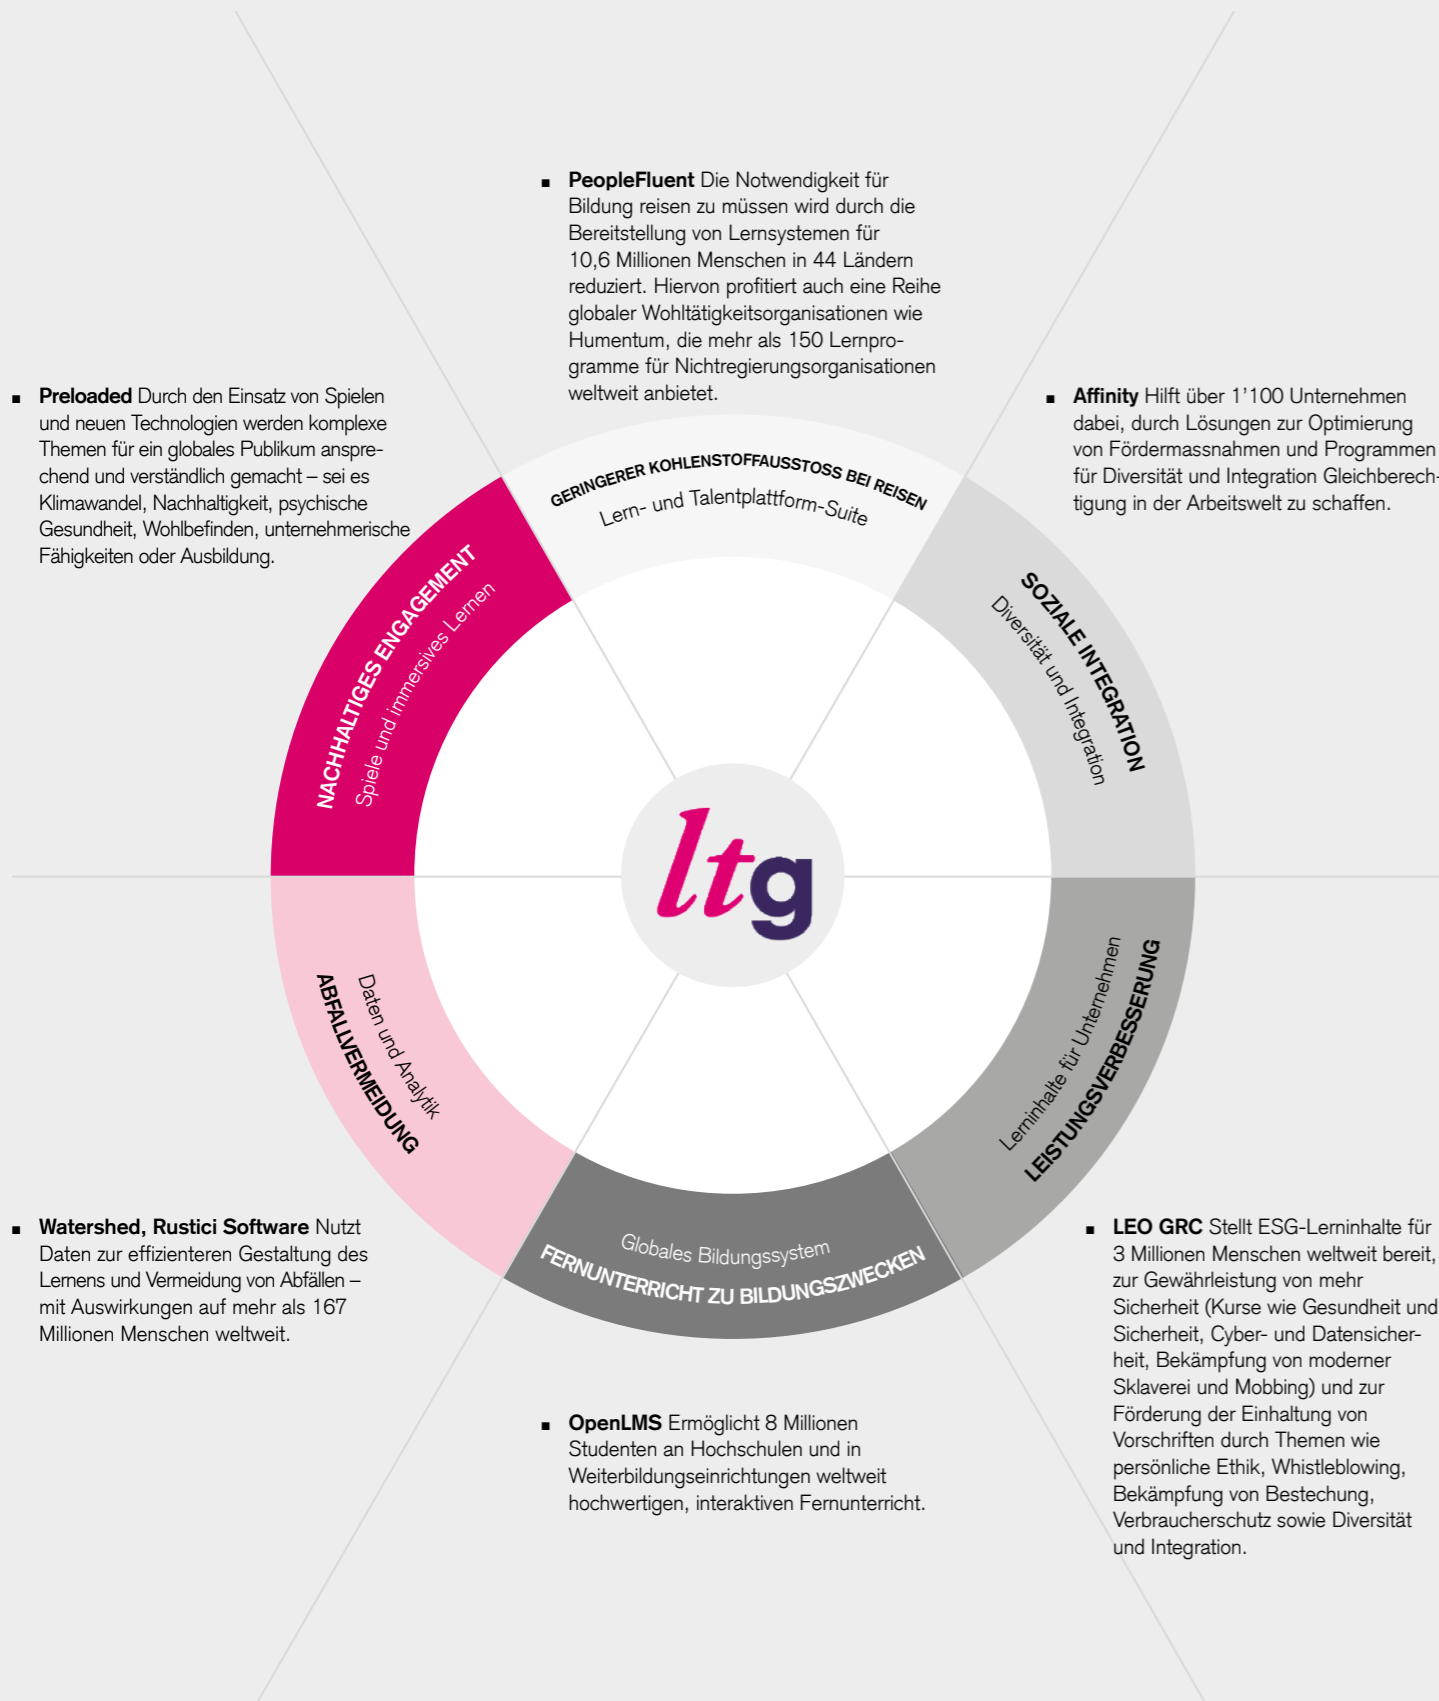 PeopleFluent Die Notwendigkeit für
Bildung reisen zu müssen wird durch die
Bereitstellung von Lernsystemen für
10,6 Millionen Menschen in 44 Ländern
reduziert. Hiervon profitiert auch eine Reihe
globaler Wohltätigkeitsorganisationen wie
Humentum, die mehr als 150 Lernpro-
gramme für Nichtregierungsorganisationen
weltweit anbietet.
Preloaded Durch den Einsatz von Spielen
und neuen Technologien werden komplexe
Themen für ein globales Publikum anspre-
chend und verständlich gemacht – sei es
Klimawandel, Nachhaltigkeit, psychische
Gesundheit, Wohlbefinden, unternehmerische
Fähigkeiten oder Ausbildung.
Affinity Hilft über 1’100 Unternehmen
dabei, durch Lösungen zur Optimierung
von Fördermassnahmen und Programmen
für Diversität und Integration Gleichberech-
tigung in der Arbeitswelt zu schaffen.
GERINGERER KOHLENSTOFFAUSSTOSS BEI REISEN
Lern- und Talentplattform-Suite
NACHHALTIGES ENGAGEMENT
Spiele und immersives Lernen
SOZIALE INTEGRATION
Diversität und Integration
ltg
Daten und Analytik
ABFALLVERMEIDUNG
Lerninhalte für Unternehmen
LEISTUNGSVERBESSERUNG
Globales Bildungssystem
FERNUNTERRICHT ZU BILDUNGSZWECKEN
Watershed, Rustici Software Nutzt
Daten zur effizienteren Gestaltung des
Lernens und Vermeidung von Abfällen –
mit Auswirkungen auf mehr als 167
Millionen Menschen weltweit.
LEO GRC Stellt ESG-Lerninhalte für
3 Millionen Menschen weltweit bereit,
zur Gewährleistung von mehr
Sicherheit (Kurse wie Gesundheit und
Sicherheit, Cyber- und Datensicher-
heit, Bekämpfung von moderner
Sklaverei und Mobbing) und zur
Förderung der Einhaltung von
Vorschriften durch Themen wie
persönliche Ethik, Whistleblowing,
Bekämpfung von Bestechung,
Verbraucherschutz sowie Diversität
und Integration.
OpenLMS Ermöglicht 8 Millionen
Studenten an Hochschulen und in
Weiterbildungseinrichtungen weltweit
hochwertigen, interaktiven Fernunterricht.